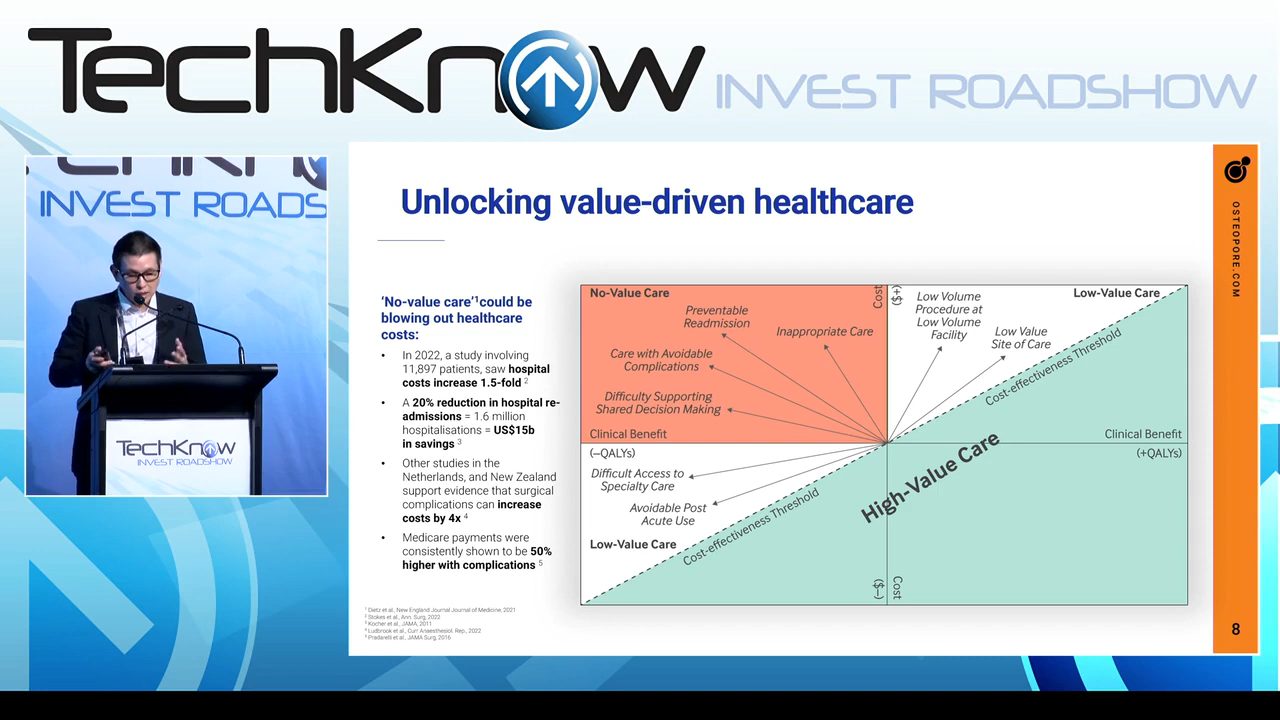 TechKnow INVEST ROADSHOW
INVEST ROADS
TechKnow
INVEST ROADSHOW
Unlocking value-driven healthcare
‘No-value care’¹could be
blowing out healthcare
costs:
• In 2022, a study involving
11,897 patients, saw hospital
costs increase 1.5-fold ²
• A 20% reduction in hospital re-
admissions = 1.6 million
hospitalisations = US$15b
in savings ³
• Other studies in the
Netherlands, and New Zealand
support evidence that surgical
complications can increase
costs by 4x ⁴
• Medicare payments were
consistently shown to be 50%
higher with complications ⁵
¹ Dietz et al., New England Journal Journal of Medicine, 2021
² Stokes et al., Ann. Surg, 2022
³ Kocher et al., JAMA, 2011
⁴ Ludbrook et al., Curr Anaesthesiol. Rep., 2022
⁵ Pradarelli et al., JAMA Surg, 2016
No-Value Care
Preventable
Readmission
Inappropriate Care
Care with Avoidable
Complications
Difficulty Supporting
Shared Decision Making
Clinical Benefit
(–QALYs)
Cost
(+$)
Low Volume
Procedure at
Low Volume
Facility
Low-Value Care
Low Value
Site of Care
Cost-effectiveness Threshold
Clinical Benefit
(+QALYs)
Difficult Access to
Specialty Care
Avoidable Post
Acute Use
Low-Value Care
Cost-effectiveness Threshold
High-Value Care
Cost
(–$)
OSTEOPORE.COM
8